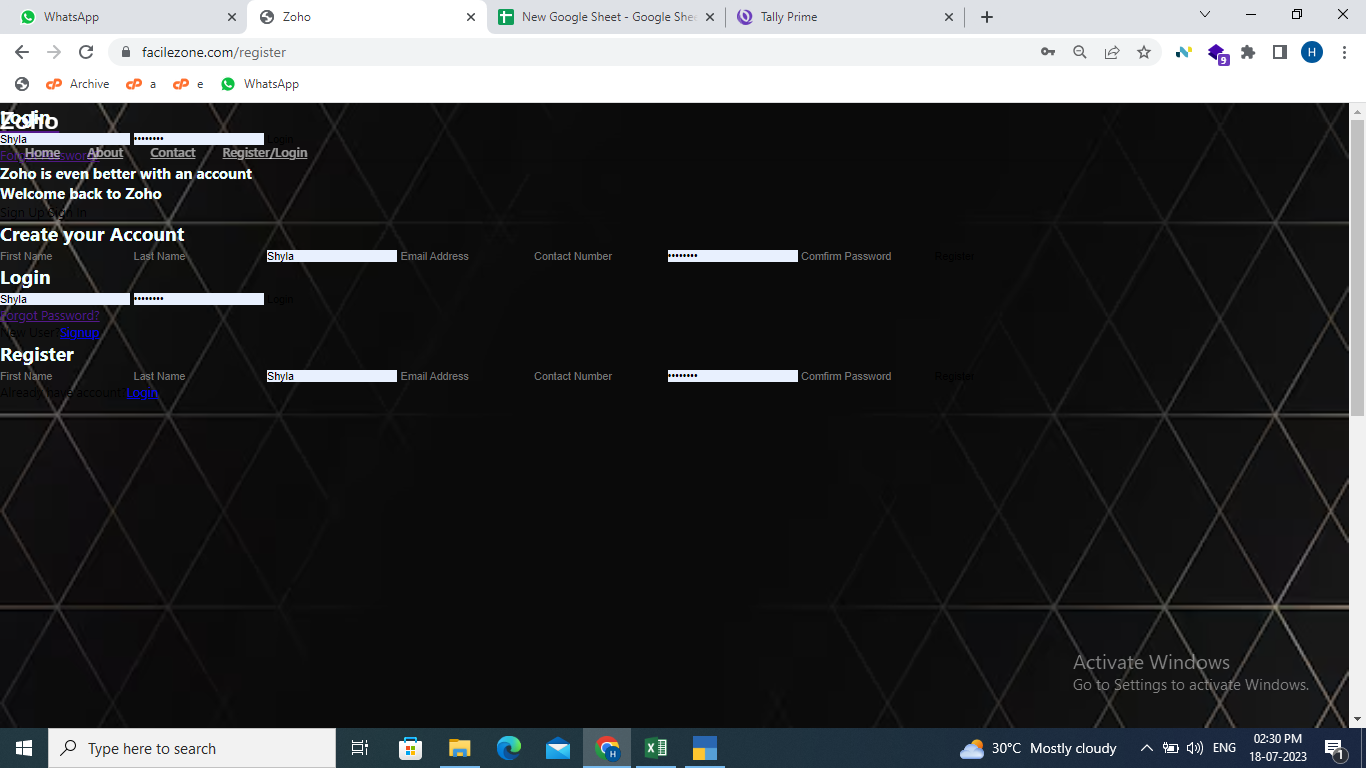 WhatsApp
Zoho
New Google Sheet - Google She
Tally Prime
facilezone.com/register
9
H
Archive
a
e
WhatsApp
Login
Zoho
Shyla •••••••• Login
Forgot Password?
Home About Contact Register/Login
Zoho is even better with an account
Welcome back to Zoho
Sign Up Sign In
Create your Account
First Name Last Name Shyla Email Address Contact Number •••••••• Comfirm Password Register
Login
Shyla •••••••• Login
Forgot Password?
New User?Signup
Register
First Name Last Name Shyla Email Address Contact Number •••••••• Comfirm Password Register
Already have account?Login
Activate Windows
Go to Settings to activate Windows.
Type here to search
H
30°C Mostly cloudy
ENG
02:30 PM
18-07-2023
1